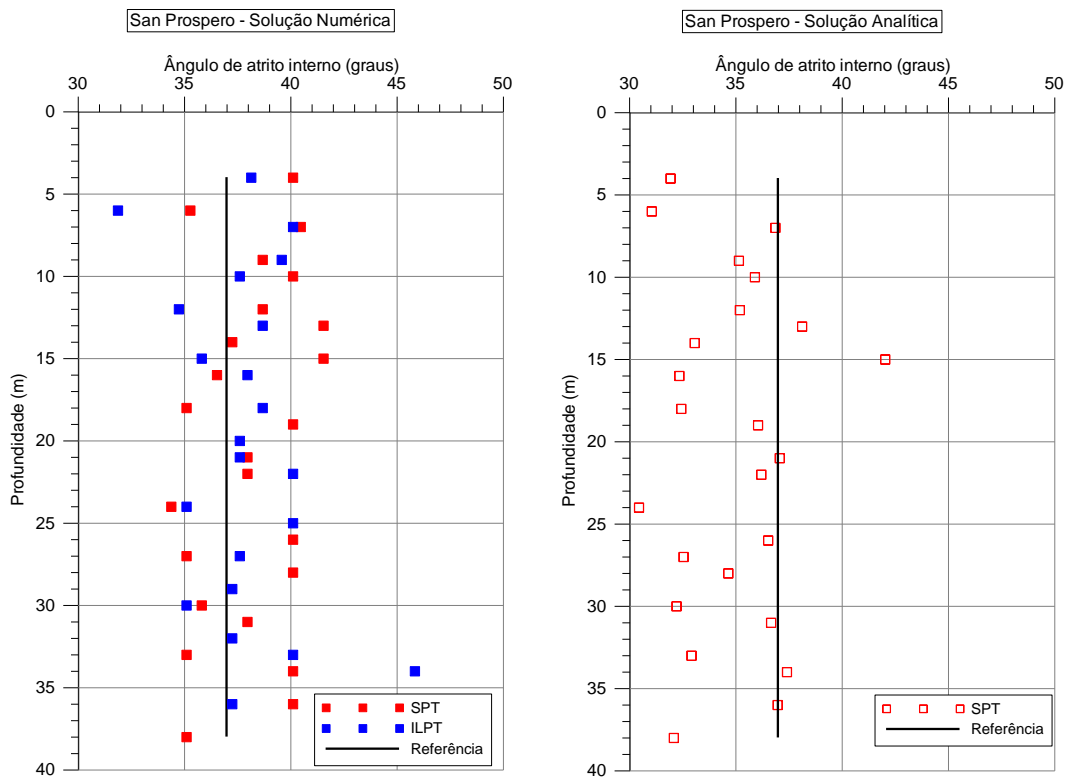 San Prospero - Solução Numérica
Ângulo de atrito interno (graus)
30 35 40 45 50
0
5
10
15
20
25
30
35
40
Profundidade (m)
SPT
ILPT
Referência
San Prospero - Solução Analítica
Ângulo de atrito interno (graus)
30 35 40 45 50
0
5
10
15
20
25
30
35
40
Profundidade (m)
SPT
Referência